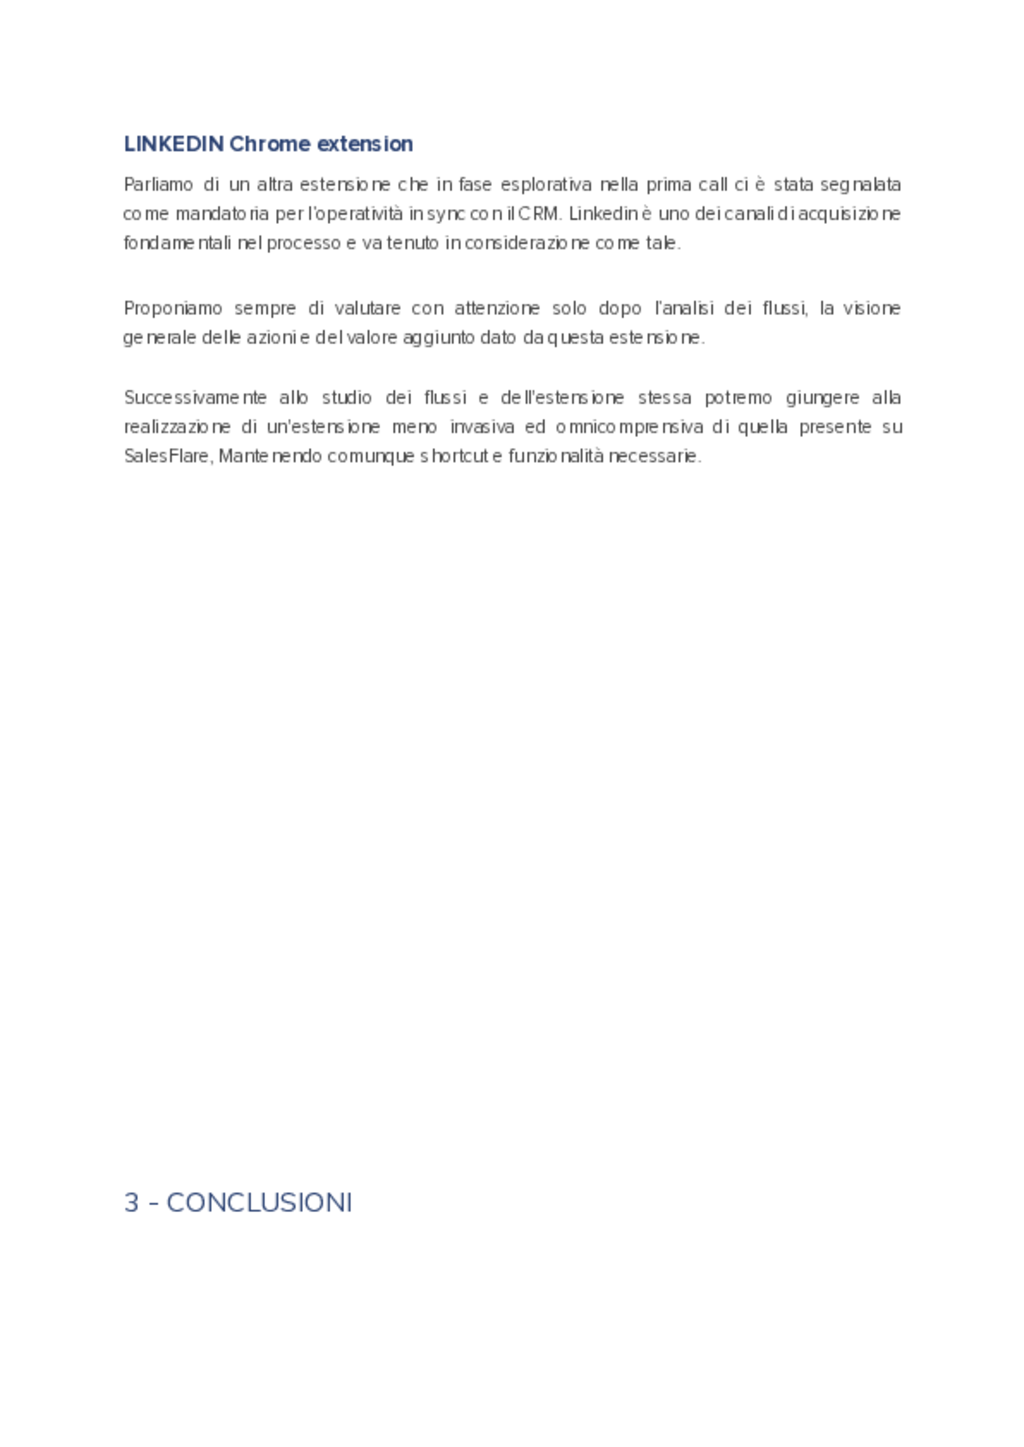 LINKEDIN Chrome extension
Parliamo di un altra estensione che in fase esplorativa nella prima call ci è stata segnalata
come mandatoria per l'operatività in sync con il CRM. Linkedin è uno dei canali di acquisizione
fondamentali nel processo e va tenuto in considerazione come tale.
Proponiamo sempre di valutare con attenzione solo dopo l'analisi dei flussi, la visione
generale delle azioni e del valore aggiunto dato da questa estensione.
Successivamente allo studio dei flussi e dell'estensione stessa potremo giungere alla
realizzazione di un'estensione meno invasiva ed omnicomprensiva di quella presente su
SalesFlare, Mantenendo comunque shortcut e funzionalità necessarie.
3 - CONCLUSIONI